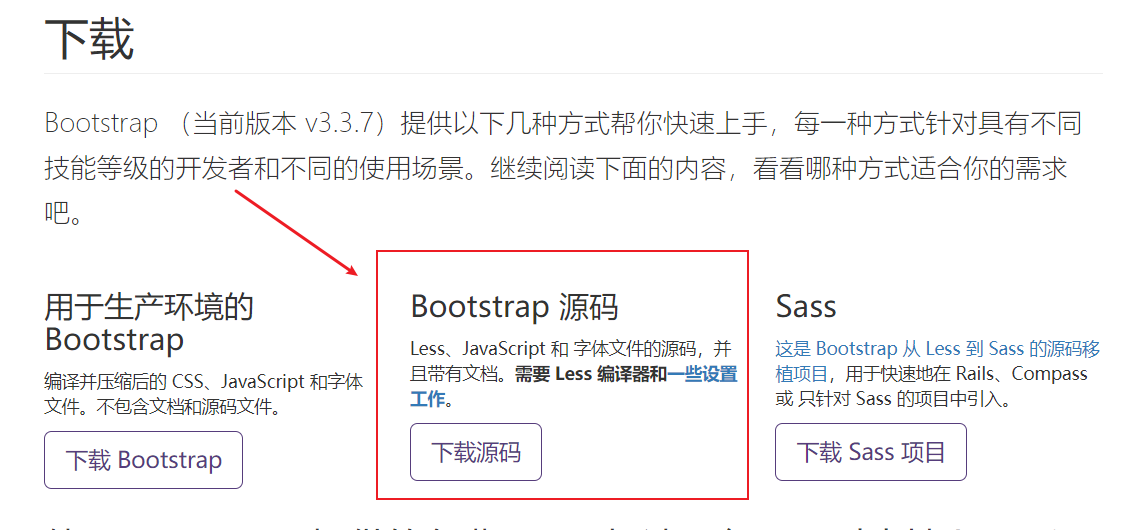 下载
Bootstrap （当前版本 v3.3.7）提供以下几种方式帮你快速上手，每一种方式针对具有不同
技能等级的开发者和不同的使用场景。继续阅读下面的内容，看看哪种方式适合你的需求
吧。
用于生产环境的
Bootstrap
编译并压缩后的 CSS、JavaScript 和字体
文件。不包含文档和源码文件。
下载 Bootstrap
Bootstrap 源码
Less、JavaScript 和 字体文件的源码，并
且带有文档。需要 Less 编译器和一些设置
工作。
下载源码
Sass
这是 Bootstrap 从 Less 到 Sass 的源码移
植项目，用于快速地在 Rails、Compass
或 只针对 Sass 的项目中引入。
下载 Sass 项目